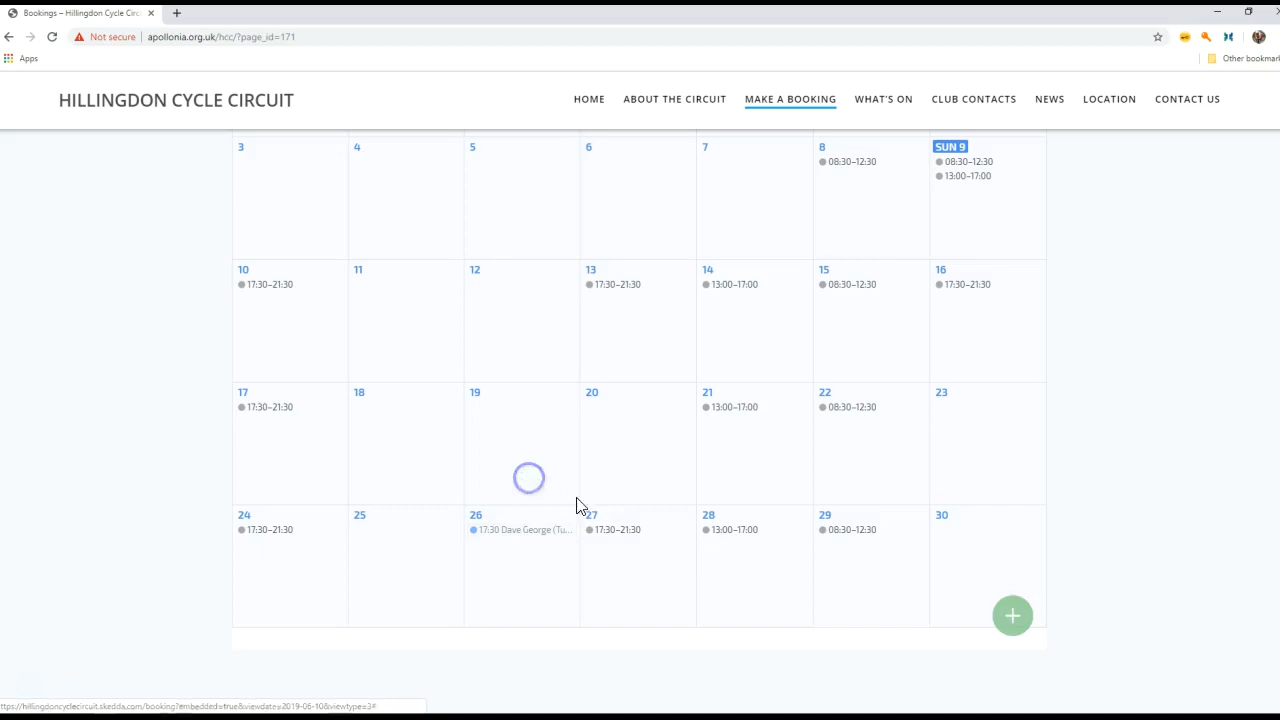 Bookings – Hillingdon Cycle Circ
Not secure apollonia.org.uk/hcc/?page_id=171
Apps Other bookmar
HILLINGDON CYCLE CIRCUIT HOME ABOUT THE CIRCUIT MAKE A BOOKING WHAT'S ON CLUB CONTACTS NEWS LOCATION CONTACT US
3 4 5 6 7 8 SUN 9
08:30–12:30 08:30–12:30
13:00–17:00
10 11 12 13 14 15 16
17:30–21:30 17:30–21:30 13:00–17:00 08:30–12:30 17:30–21:30
17 18 19 20 21 22 23
17:30–21:30 13:00–17:00 08:30–12:30
24 25 26 27 28 29 30
17:30–21:30 17:30 Dave George (Tu... 17:30–21:30 13:00–17:00 08:30–12:30
+
ttps://hillingdoncyclecircuit.skedda.com/booking?embedded=true&viewdate=2019-06-10&viewtype=3#